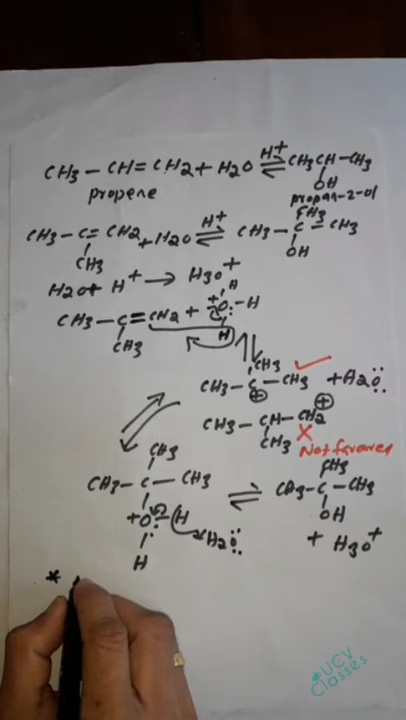 CH3 — CH = CH2 + H2O ⇌ H+ CH3CH—CH3
OH
propene propan-2-ol
CH3
CH3 — C = CH2 + H2O ⇌ H+ CH3 — C = CH3
CH3 OH
H2O + H+ → H3O+
H
CH3 — C = CH2 + +O — H
CH3 H
CH3 ✓
CH3 — C — CH3 + H2O
⊕
⊕
CH3 — CH — CH2
CH3 ×
Not favored
CH3 CH3
CH3 — C — CH3 ⇌ CH3 — C — CH3
+O — H OH
H2O + H3O+
H
*
#UCV
Classes